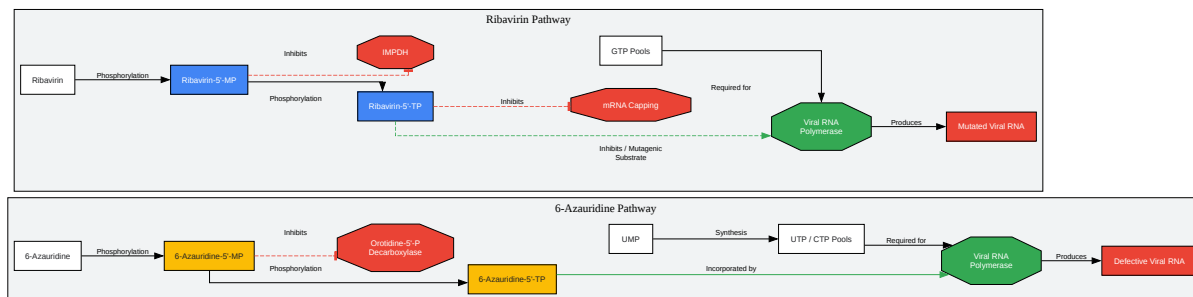 Ribavirin Pathway
Ribavirin
Phosphorylation
Ribavirin-5'-MP
Inhibits
IMPDH
Phosphorylation
Ribavirin-5'-TP
Inhibits
mRNA Capping
GTP Pools
Required for
Inhibits / Mutagenic
Substrate
Viral RNA
Polymerase
Produces
Mutated Viral RNA
6-Azauridine Pathway
6-Azauridine
Phosphorylation
6-Azauridine-5'-MP
Inhibits
Orotidine-5'-P
Decarboxylase
Phosphorylation
6-Azauridine-5'-TP
UMP
Synthesis
UTP / CTP Pools
Required for
Incorporated by
Viral RNA
Polymerase
Produces
Defective Viral RNA